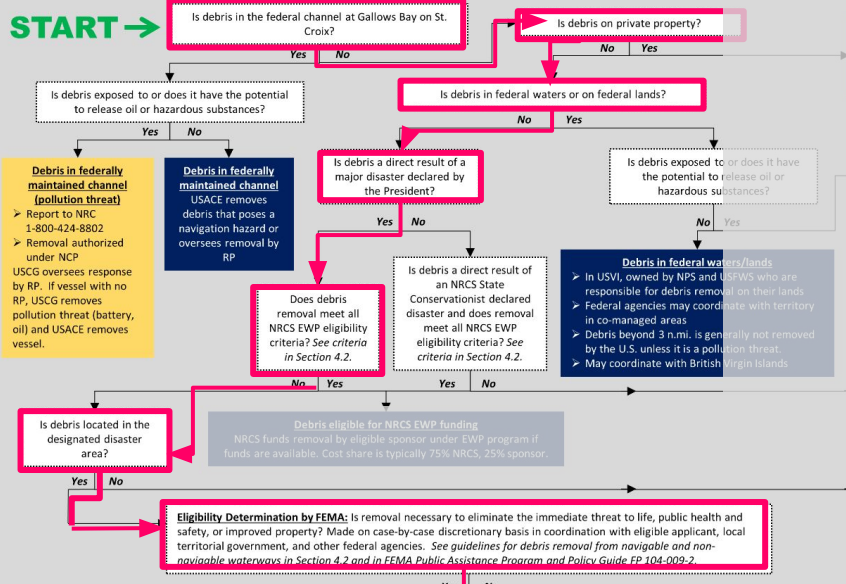 START
Is debris in the federal channel at Gallows Bay on St.
Croix?
Is debris on private property?
Yes No
No Yes
Is debris exposed to or does it have the potential
to release oil or hazardous substances?
Is debris in federal waters or on federal lands?
Yes No
No Yes
Debris in federally
maintained channel
(pollution threat)
➢ Report to NRC
1-800-424-8802
➢ Removal authorized
under NCP
USCG oversees response
by RP. If vessel with no
RP, USCG removes
pollution threat (battery,
oil) and USACE removes
vessel.
Debris in federally
maintained channel
USACE removes
debris that poses a
navigation hazard or
oversees removal by
RP
Is debris a direct result of a
major disaster declared by
the President?
Is debris exposed to or does it have
the potential to release oil or
hazardous substances?
Yes No
No Yes
Does debris
removal meet all
NRCS EWP eligibility
criteria? See criteria
in Section 4.2.
Is debris a direct result of
an NRCS State
Conservationist declared
disaster and does removal
meet all NRCS EWP
eligibility criteria? See
criteria in Section 4.2.
Debris in federal waters/lands
➢ In USVI, owned by NPS and USFWS who are
responsible for debris removal on their lands
➢ Federal agencies may coordinate with territory
in co-managed areas
➢ Debris beyond 3 n.mi. is generally not removed
by the U.S. unless it is a pollution threat.
➢ May coordinate with British Virgin Islands
No Yes
Yes No
Is debris located in the
designated disaster
area?
Debris eligible for NRCS EWP funding
NRCS funds removal by eligible sponsor under EWP program if
funds are available. Cost share is typically 75% NRCS, 25% sponsor.
Yes No
Eligibility Determination by FEMA: Is removal necessary to eliminate the immediate threat to life, public health and
safety, or improved property? Made on case-by-case discretionary basis in coordination with eligible applicant, local
territorial government, and other federal agencies. See guidelines for debris removal from navigable and non-
navigable waterways in Section 4.2 and in FEMA Public Assistance Program and Policy Guide FP 104-009-2.